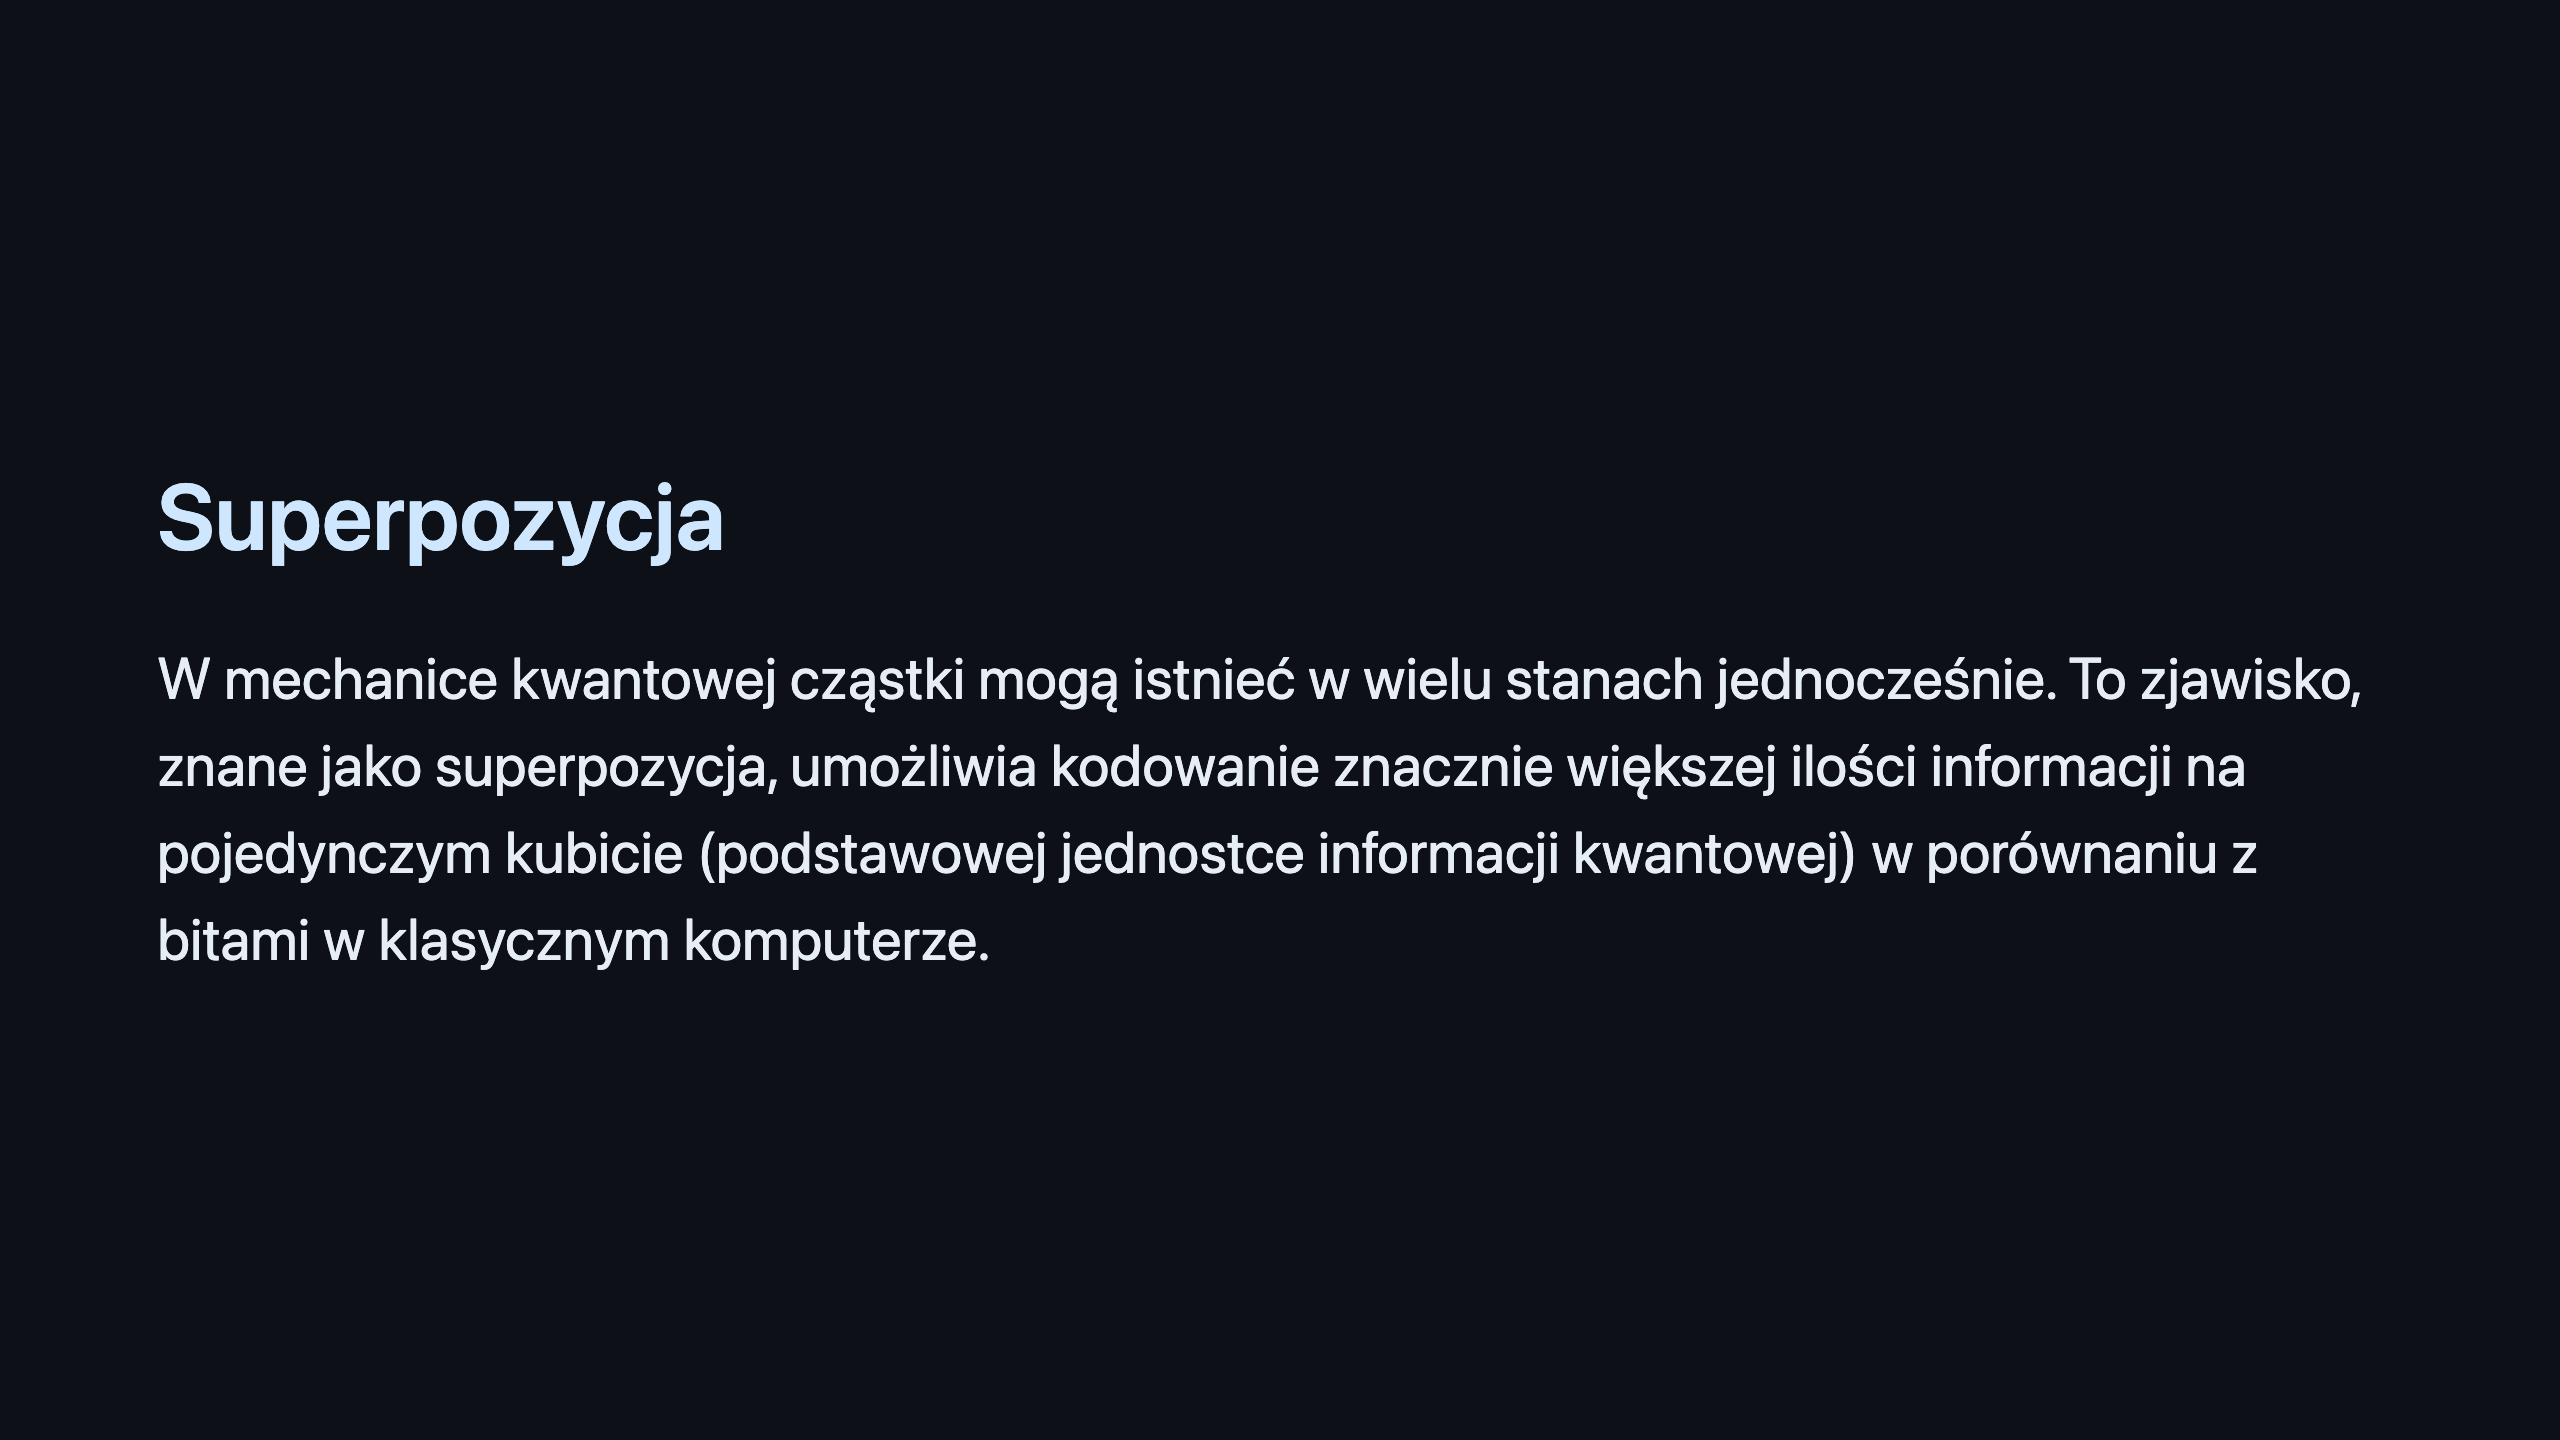 Superpozycja
W mechanice kwantowej cząstki mogą istnieć w wielu stanach jednocześnie. To zjawisko,
znane jako superpozycja, umożliwia kodowanie znacznie większej ilości informacji na
pojedynczym kubicie (podstawowej jednostce informacji kwantowej) w porównaniu z
bitami w klasycznym komputerze.